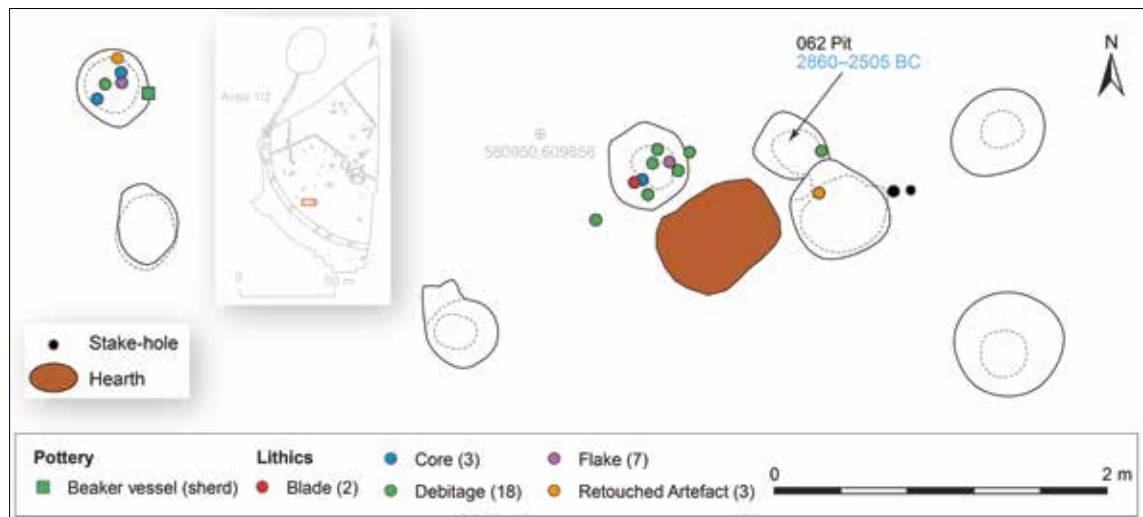 062 Pit
2860–2505 BC
N
Area 1/2
580950,609856
0
50 m
Stake-hole
Hearth
Pottery
Beaker vessel (sherd)
Lithics
Blade (2)
Core (3)
Debitage (18)
Flake (7)
Retouched Artefact (3)
0
2 m